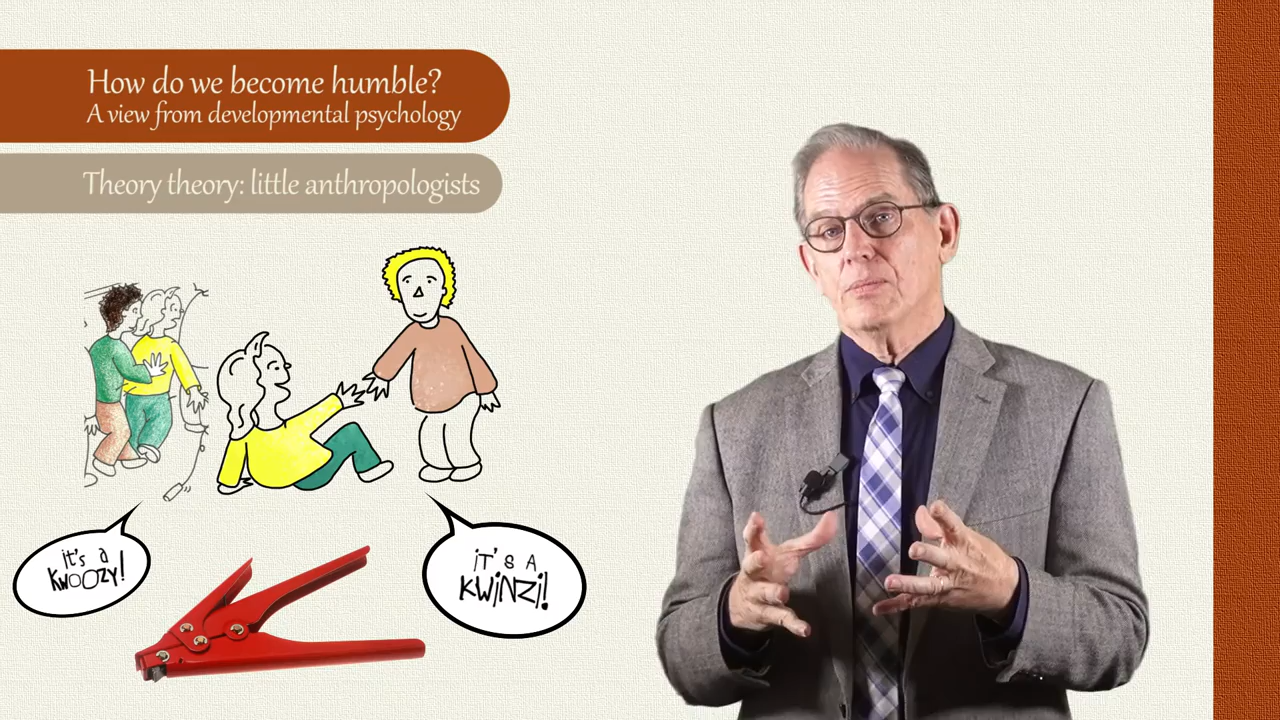 How do we become humble?
A view from developmental psychology
Theory theory: little anthropologists
it's a
KWOOZY!
iT'S A
KWiNZi!